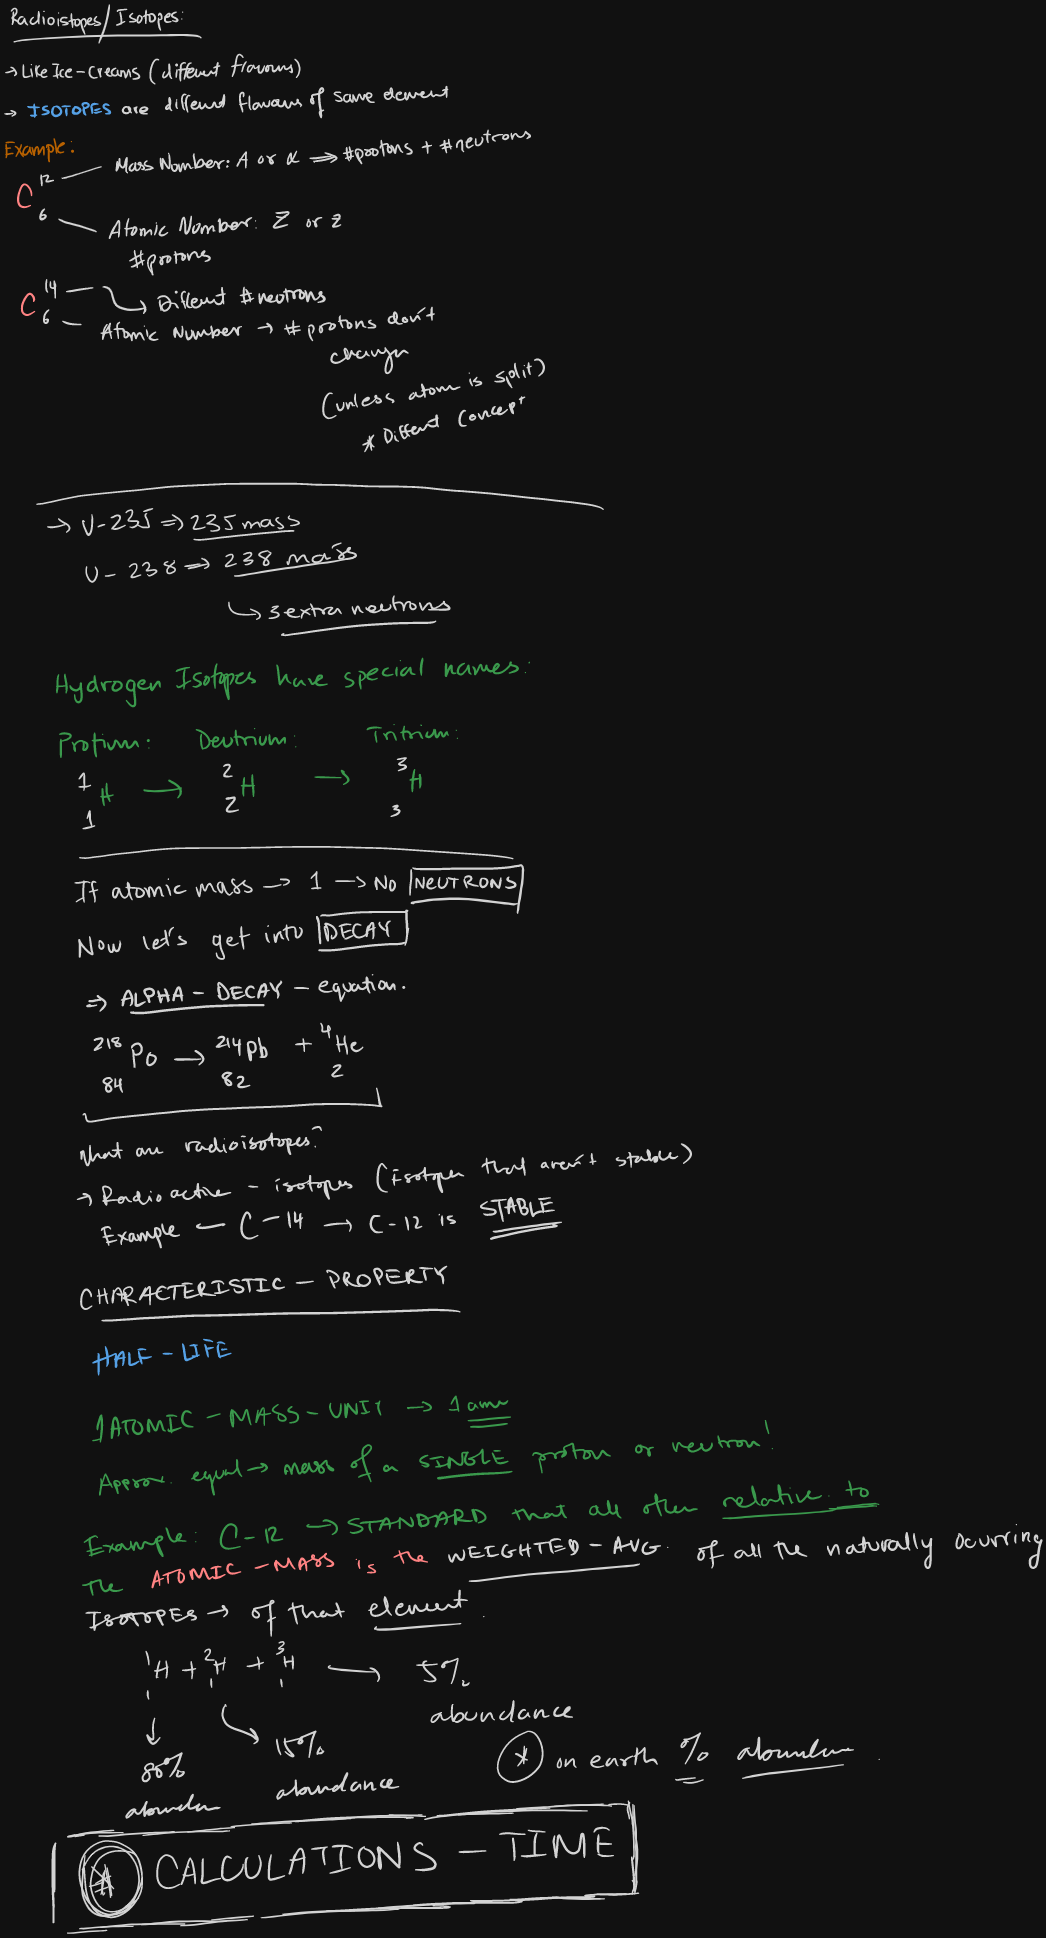 Radioistopes/Isotopes:
→ Like Ice-Creams (different flavours)
→ ISOTOPES are different flavours of same element
Example:
C 12 6
Mass Number: A or α ⇒ #protons + #neutrons
Atomic Number: Z or z
#protons
C 14 6
→ Different #neutrons
Atomic Number → # protons don't
change
(unless atom is split)
* Different Concept
→ U-235 ⇒ 235 mass
U-238 ⇒ 238 mass
↳ 3 extra neutrons
Hydrogen Isotopes have special names:
Protium: Deutrium: Tritrium:
1 1 H → 2 2 H → 3 3 H
If atomic mass → 1 → No NEUTRONS
Now let's get into DECAY
⇒ ALPHA - DECAY - equation.
218 84 Po → 214 82 Pb + 4 2 He
What are radioisotopes?
→ Radioactive - isotopes (isotopes that aren't stable)
Example — C-14 → C-12 is STABLE
CHARACTERISTIC - PROPERTY
HALF - LIFE
1 ATOMIC - MASS - UNIT → 1 amu
Approx. equal → mass of a SINGLE proton or neutron!
Example: C-12 → STANDARD that all other relative to
The ATOMIC - MASS is the WEIGHTED - AVG. of all the naturally ocurring
ISOTOPES → of that element.
1 1 H + 2 1 H + 3 1 H → 5%
abundance
15%
abundance
80%
* on earth %
* CALCULATIONS - TIME